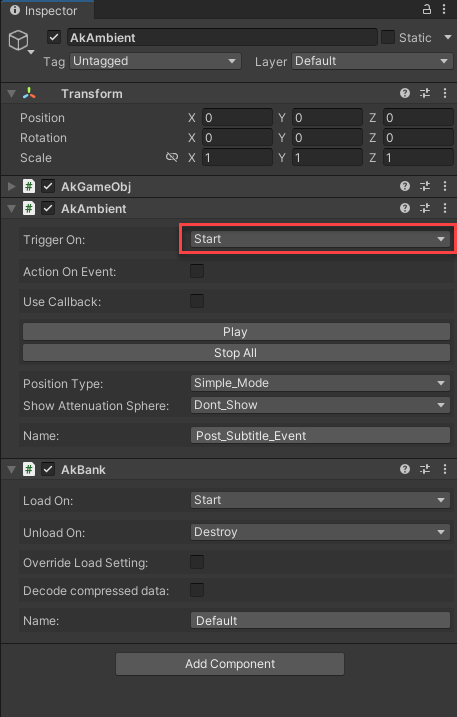 Inspector
AkAmbient Static
Tag Untagged Layer Default
Transform
Position X 0 Y 0 Z 0
Rotation X 0 Y 0 Z 0
Scale X 1 Y 1 Z 1
# AkGameObj
# AkAmbient
Trigger On: Start
Action On Event:
Use Callback:
Play
Stop All
Position Type: Simple_Mode
Show Attenuation Sphere: Dont_Show
Name: Post_Subtitle_Event
# AkBank
Load On: Start
Unload On: Destroy
Override Load Setting:
Decode compressed data:
Name: Default
Add Component